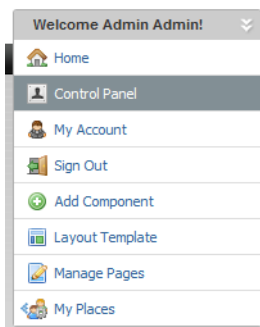 Welcome Admin Admin!
Home
Control Panel
My Account
Sign Out
Add Component
Layout Template
Manage Pages
My Places